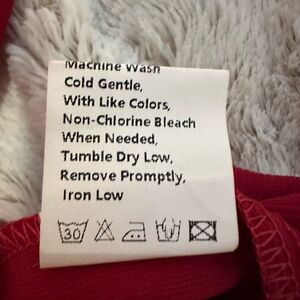 Machine Wash
Cold Gentle,
With Like Colors,
Non-Chlorine Bleach
When Needed,
Tumble Dry Low,
Remove Promptly,
Iron Low
30